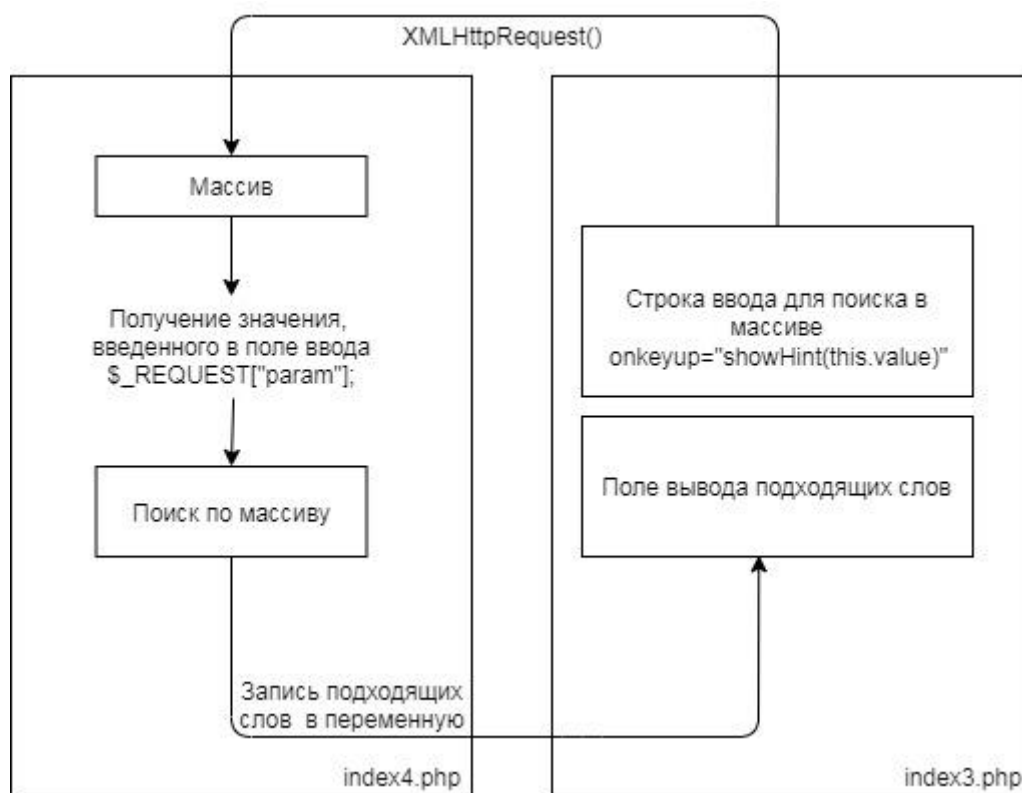 XMLHttpRequest()
Массив
Получение значения,
введенного в поле ввода
$_REQUEST["param"];
Поиск по массиву
Запись подходящих
слов в переменную
index4.php
Строка ввода для поиска в
массиве
onkeyup="showHint(this.value)"
Поле вывода подходящих слов
index3.php